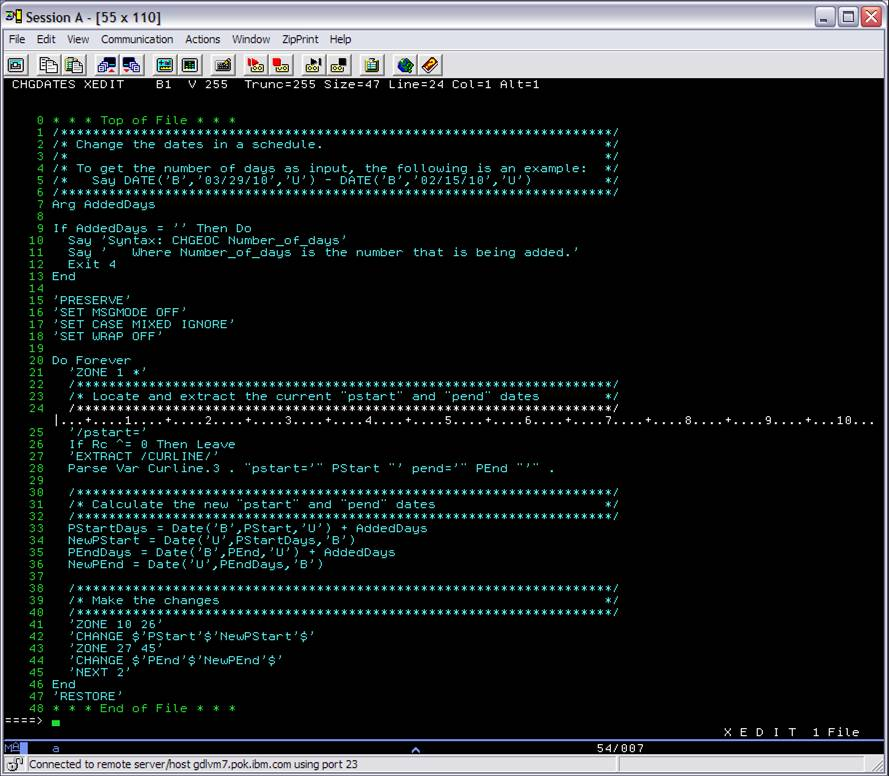 Session A - [55 x 110]
File Edit View Communication Actions Window ZipPrint Help
CHGDATES XEDIT    B1  V 255  Trunc=255 Size=47 Line=24 Col=1 Alt=1
0 * * * Top of File * * *
1 /*******************************************************************/
2 /* Change the dates in a schedule.                                   */
3 /*                                                                   */
4 /* To get the number of days as input, the following is an example:  */
5 /*   Say DATE('B','03/29/10','U') - DATE('B','02/15/10','U')         */
6 /*******************************************************************/
7 Arg AddedDays
8
9 If AddedDays = '' Then Do
10   Say 'Syntax: CHGEOC Number_of_days'
11   Say '   Where Number_of_days is the number that is being added.'
12   Exit 4
13 End
14
15 'PRESERVE'
16 'SET MSGMODE OFF'
17 'SET CASE MIXED IGNORE'
18 'SET WRAP OFF'
19
20 Do Forever
21   'ZONE 1 *'
22   /*****************************************************************/
23   /* Locate and extract the current "pstart" and "pend" dates        */
24   /*****************************************************************/
|...+....1....+....2....+....3....+....4....+....5....+....6....+....7....+....8....+....9....+....10...
25   '/pstart='
26   If Rc ^= 0 Then Leave
27   'EXTRACT /CURLINE/'
28   Parse Var Curline.3 . "pstart='" PStart "' pend='" PEnd "'" .
29
30   /*****************************************************************/
31   /* Calculate the new "pstart" and "pend" dates                     */
32   /*****************************************************************/
33   PStartDays = Date('B',PStart,'U') + AddedDays
34   NewPStart = Date('U',PStartDays,'B')
35   PEndDays = Date('B',PEnd,'U') + AddedDays
36   NewPEnd = Date('U',PEndDays,'B')
37
38   /*****************************************************************/
39   /* Make the changes                                                */
40   /*****************************************************************/
41   'ZONE 10 26'
42   'CHANGE $'PStart'$'NewPStart'$'
43   'ZONE 27 45'
44   'CHANGE $'PEnd'$'NewPEnd'$'
45   'NEXT 2'
46 End
47 'RESTORE'
48 * * * End of File * * *
====>
X E D I T  1 File
MA a 54/007
Connected to remote server/host gdlvm7.pok.ibm.com using port 23